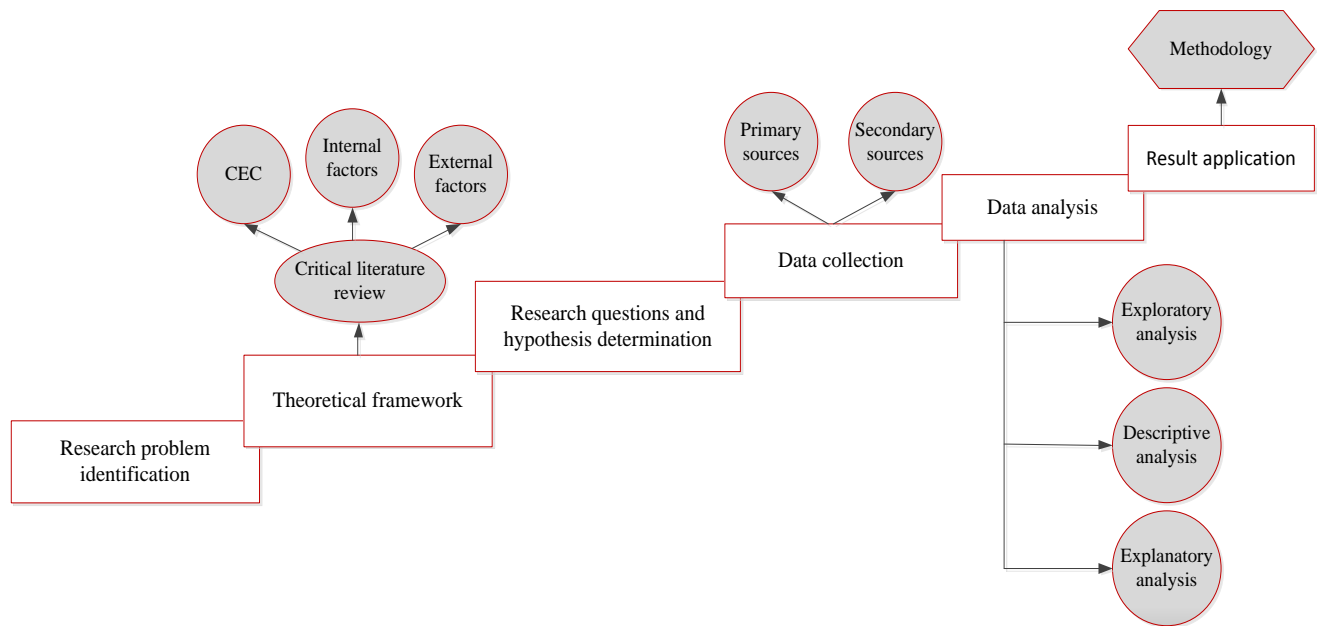 Methodology
Result application
Primary
sources
Secondary
sources
Data analysis
Data collection
CEC
Internal
factors
External
factors
Critical literature
review
Research questions and
hypothesis determination
Theoretical framework
Research problem
identification
Exploratory
analysis
Descriptive
analysis
Explanatory
analysis